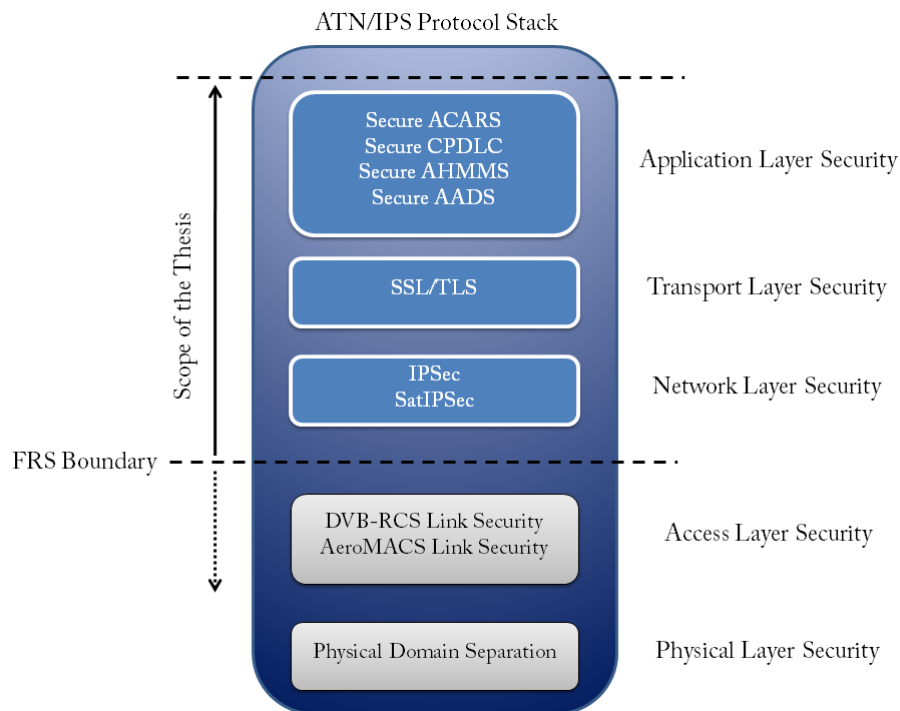 ATN/IPS Protocol Stack
Secure ACARS
Secure CPDLC
Secure AHMMS
Secure AADS
Application Layer Security
Scope of the Thesis
SSL/TLS
Transport Layer Security
IPSec
SatIPSec
Network Layer Security
FRS Boundary
DVB-RCS Link Security
AeroMACS Link Security
Access Layer Security
Physical Domain Separation
Physical Layer Security